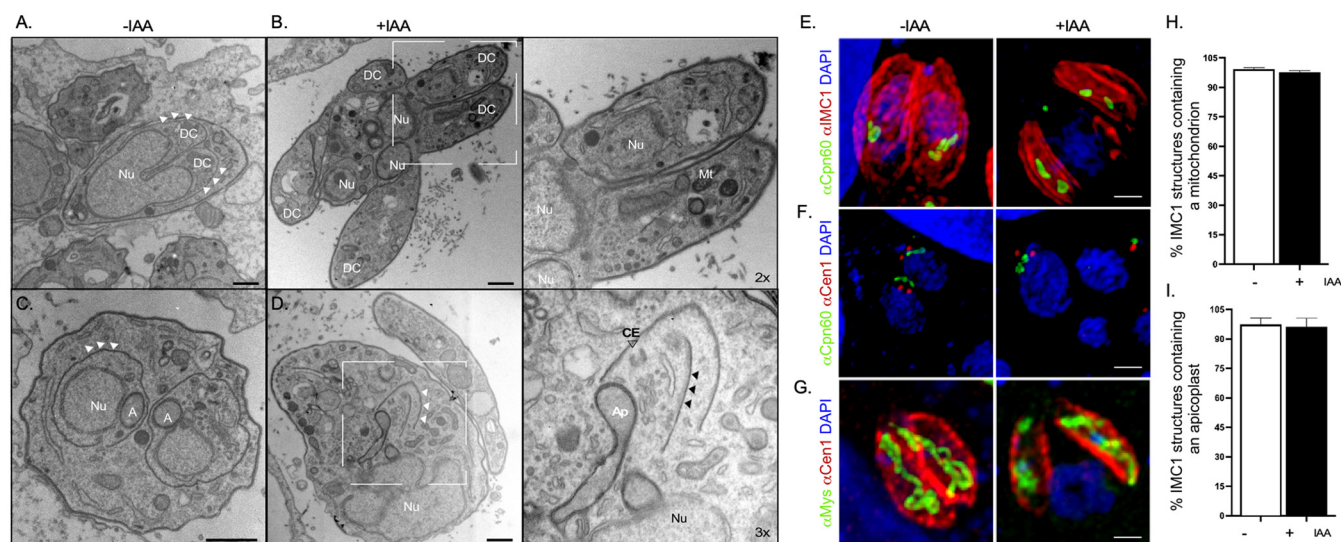 A.
-IAA
B.
+IAA
DC
DC
Nu
DC
DC
DC
Nu
Nu
DC
DC
Nu
Mt
Nu
Nu
2x
C.
Nu
A
A
D.
Nu
CE
Ap
Nu
3x
E.
-IAA
+IAA
αCpn60 αIMC1 DAPI
F.
αCpn60 αCen1 DAPI
G.
αMys αCen1 DAPI
H.
% IMC1 structures containing
a mitochondrion
105
90
75
60
45
30
15
0
- + IAA
I.
% IMC1 structures containing
an apicoplast
105
90
75
60
45
30
15
0
- + IAA